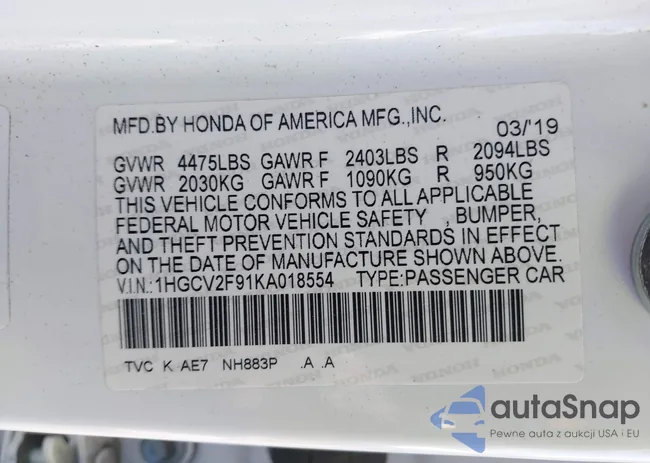 MFD.BY HONDA OF AMERICA MFG.,INC. 03/'19
GVWR 4475LBS GAWR F 2403LBS R 2094LBS
GVWR 2030KG GAWR F 1090KG R 950KG
THIS VEHICLE CONFORMS TO ALL APPLICABLE
FEDERAL MOTOR VEHICLE SAFETY , BUMPER,
AND THEFT PREVENTION STANDARDS IN EFFECT
ON THE DATE OF MANUFACTURE SHOWN ABOVE.
V.I.N.: 1HGCV2F91KA018554 TYPE:PASSENGER CAR
TVC K AE7 NH883P .A .A
autoSnap
Pewne auta z aukcji USA i EU